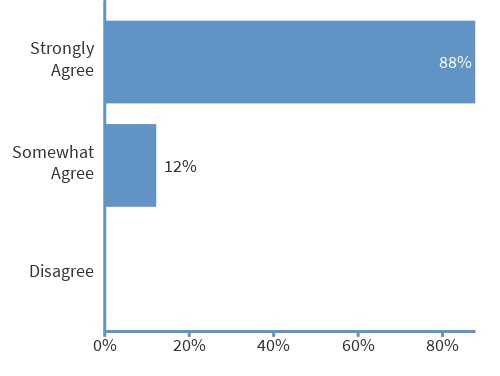 Strongly
Agree
88%
Somewhat
Agree
12%
Disagree
0% 20% 40% 60% 80%